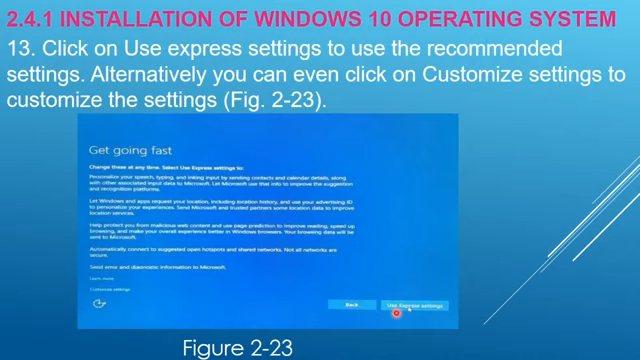 2.4.1 INSTALLATION OF WINDOWS 10 OPERATING SYSTEM
13. Click on Use express settings to use the recommended
settings. Alternatively you can even click on Customize settings to
customize the settings (Fig. 2-23).
Get going fast
Change these at any time. Select Use Express settings to:
Personalize your speech, typing, and inking input by sending contacts and calendar details, along
with other associated input data to Microsoft. Let Microsoft use that info to improve the suggestion
and recognition platforms.
Let Windows and apps request your location, including location history, and use your advertising ID
to personalize your experiences. Send Microsoft and trusted partners some location data to improve
location services.
Help protect you from malicious web content and use page prediction to improve reading, speed up
browsing, and make your overall experience better in Windows browsers. Your browsing data will be
sent to Microsoft.
Automatically connect to suggested open hotspots and shared networks. Not all networks are
secure.
Send error and diagnostic information to Microsoft.
Learn more
Customize settings
Back
Use Express settings
Figure 2-23